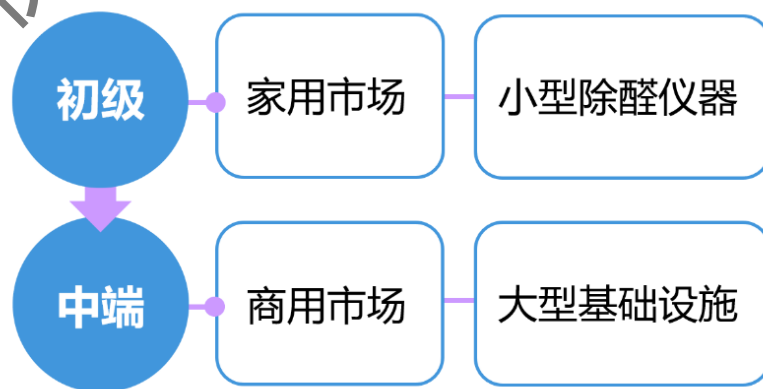 初级
家用市场
小型除醛仪器
中端
商用市场
大型基础设施